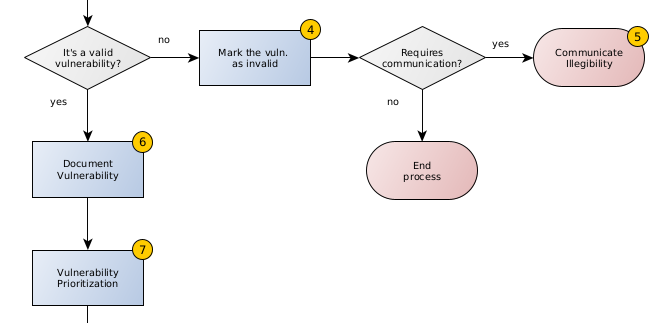 It's a valid
vulnerability?
no
4
Mark the vuln.
as invalid
Requires
communication?
yes
5
Communicate
Illegibility
yes
no
6
Document
Vulnerability
End
process
7
Vulnerability
Prioritization